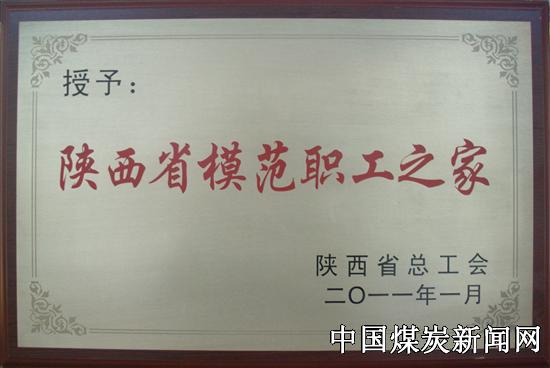 授予：
陕西省模范职工之家
陕西省总工会
二〇一一年一月
中国煤炭新闻网